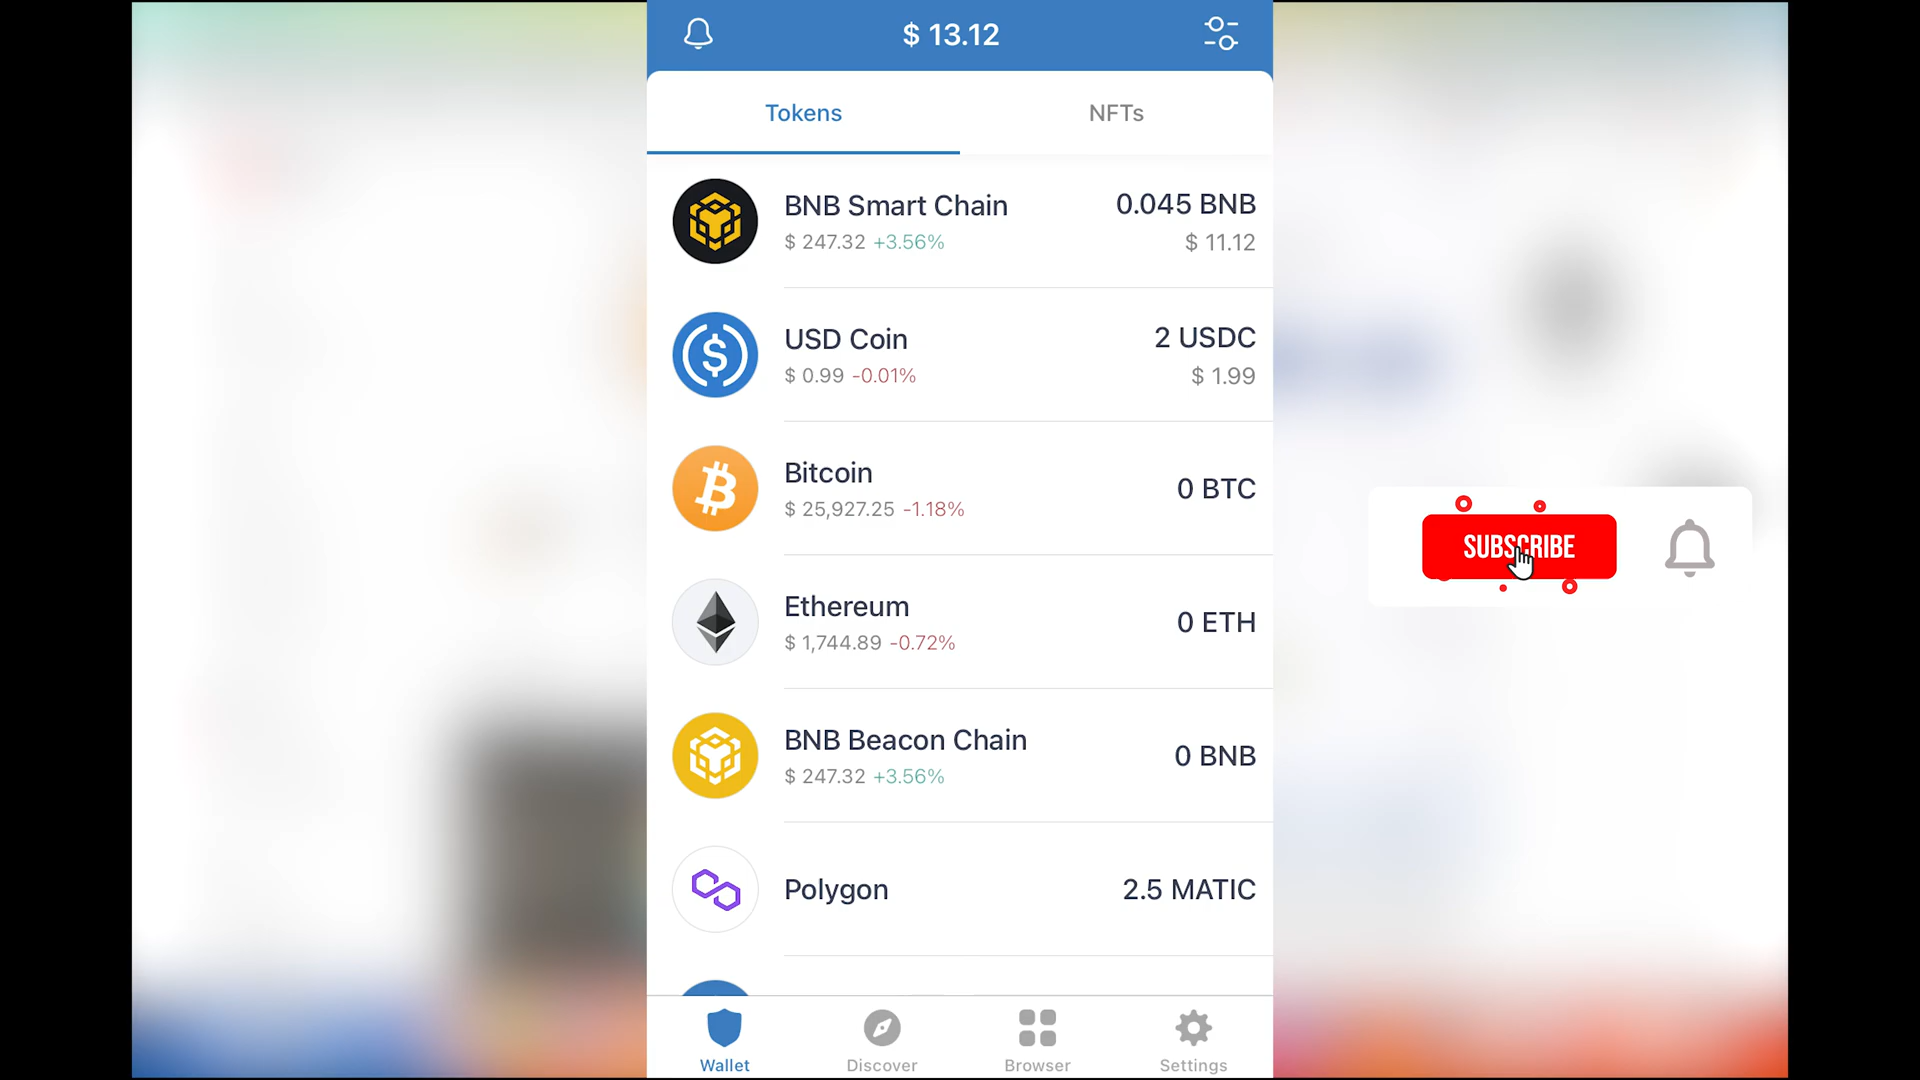 $ 13.12
Tokens
NFTs
BNB Smart Chain
0.045 BNB
$ 247.32 +3.56%
$ 11.12
USD Coin
2 USDC
$ 0.99 -0.01%
$ 1.99
Bitcoin
0 BTC
$ 25,927.25 -1.18%
Ethereum
0 ETH
$ 1,744.89 -0.72%
BNB Beacon Chain
0 BNB
$ 247.32 +3.56%
Polygon
2.5 MATIC
Wallet
Discover
Browser
Settings
SUBSCRIBE